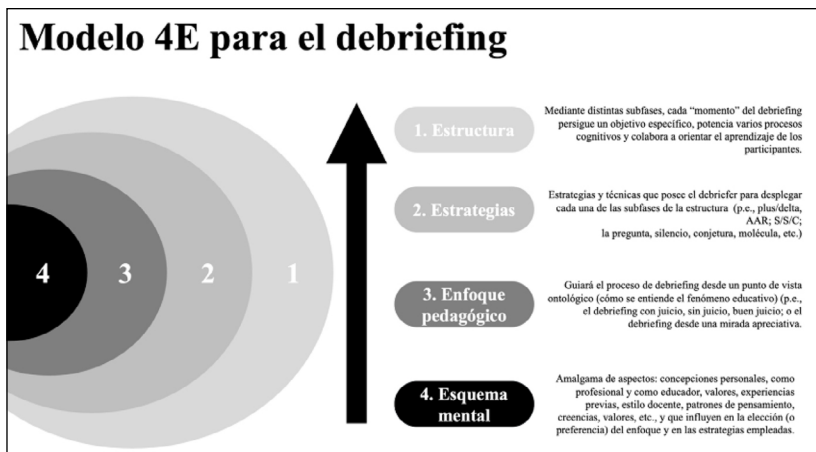 Modelo 4E para el debriefing
4
3
2
1
1. Estructura
Mediante distintas subfases, cada “momento” del debriefing
persigue un objetivo específico, potencia varios procesos
cognitivos y colabora a orientar el aprendizaje de los
participantes.
2. Estrategias
Estrategias y técnicas que posee el debriefer para desplegar
cada una de las subfases de la estructura (p.e., plus/delta,
AAR; S/S/C;
la pregunta, silencio, conjetura, molécula, etc.)
3. Enfoque
pedagógico
Guiará el proceso de debriefing desde un punto de vista
ontológico (cómo se entiende el fenómeno educativo) (p.e.,
el debriefing con juicio, sin juicio, buen juicio; o el
debriefing desde una mirada apreciativa.
4. Esquema
mental
Amalgama de aspectos: concepciones personales, como
profesional y como educador, valores, experiencias
previas, estilo docente, patrones de pensamiento,
creencias, valores, etc., y que influyen en la elección (o
preferencia) del enfoque y en las estrategias empleadas.